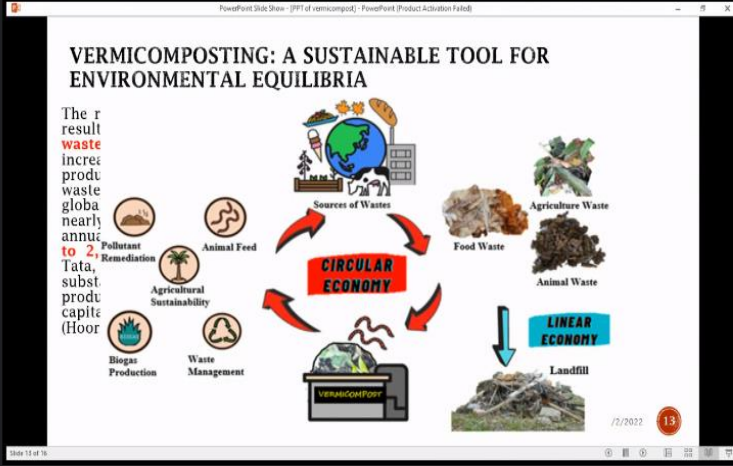 PowerPoint Slide Show - [PPT of vermicompost] - PowerPoint (Product Activation Failed)
VERMICOMPOSTING: A SUSTAINABLE TOOL FOR
ENVIRONMENTAL EQUILIBRIA
The r
result
waste
increa
produ
waste
globa
nearly
annua
to 2,
Tata,
subst
produ
capita
(Hoor
Sources of Wastes
Pollutant
Remediation
Animal Feed
Agricultural
Sustainability
Biogas
Production
Waste
Management
BIOGAS
CIRCULAR
ECONOMY
VERMICOMPOST
Food Waste
Agriculture Waste
Animal Waste
LINEAR
ECONOMY
Landfill
/2/2022
13
Slide 13 of 16